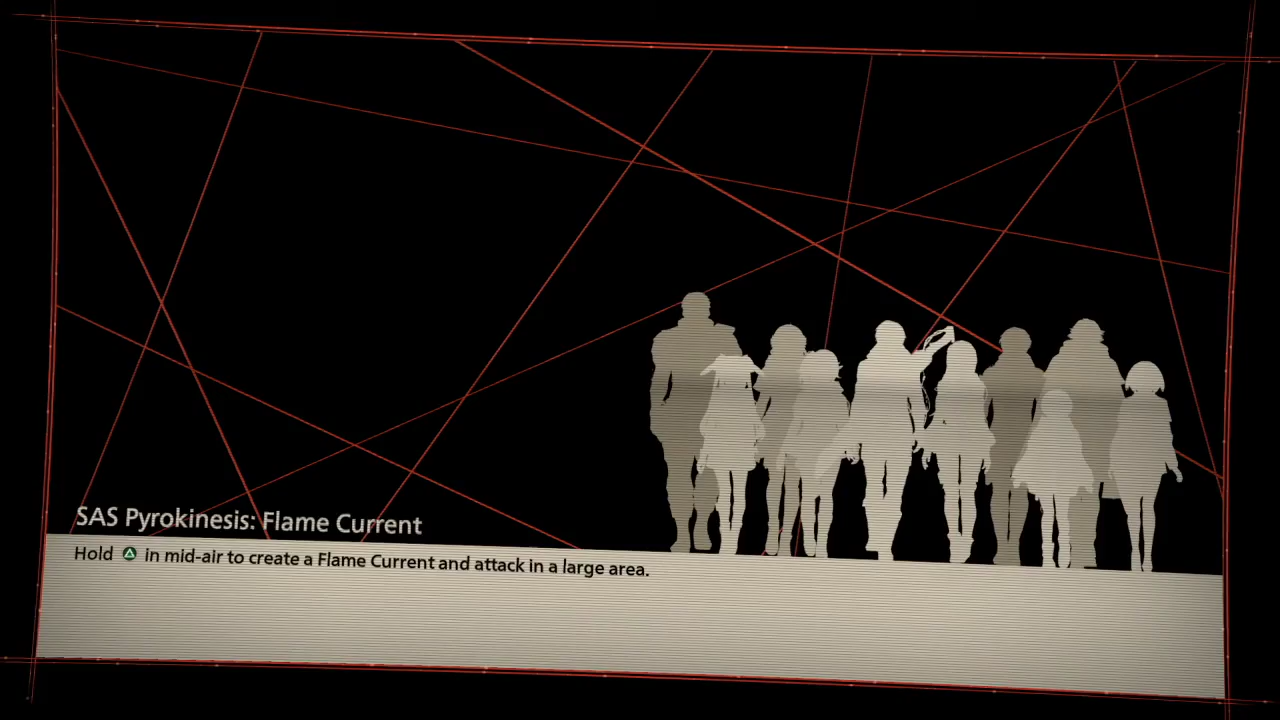 SAS Pyrokinesis: Flame Current
Hold in mid-air to create a Flame Current and attack in a large area.